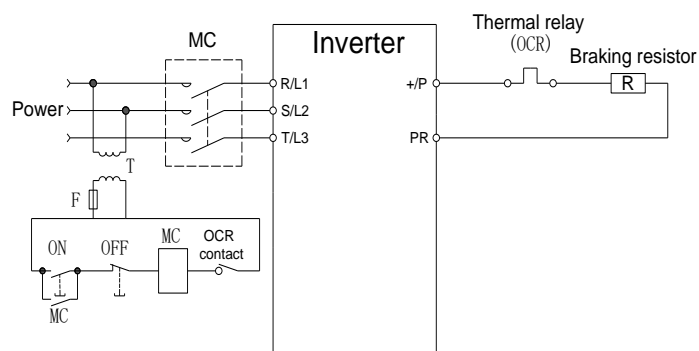 Thermal relay
(OCR)
MC
Inverter
Braking resistor
R/L1
+/P
R
Power
S/L2
T/L3
PR
T
F
ON
OFF
MC
OCR
contact
MC